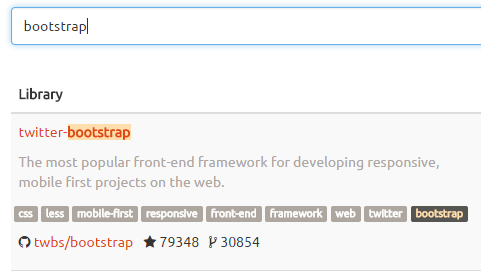 bootstrap
Library
twitter-bootstrap
The most popular front-end framework for developing responsive,
mobile first projects on the web.
css less mobile-first responsive front-end framework web twitter bootstrap
twbs/bootstrap 79348 30854